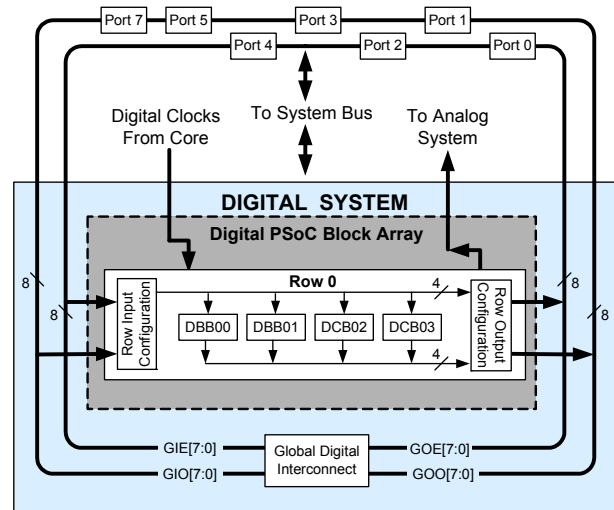 Port 7
Port 5
Port 3
Port 1
Port 4
Port 2
Port 0
Digital Clocks
From Core
To System Bus
To Analog
System
DIGITAL SYSTEM
Digital PSoC Block Array
Row 0
8
8
8
8
Row Input
Configuration
4
DBB00
DBB01
DCB02
DCB03
4
Row Output
Configuration
GIE[7:0]
GIO[7:0]
Global Digital
Interconnect
GOE[7:0]
GOO[7:0]